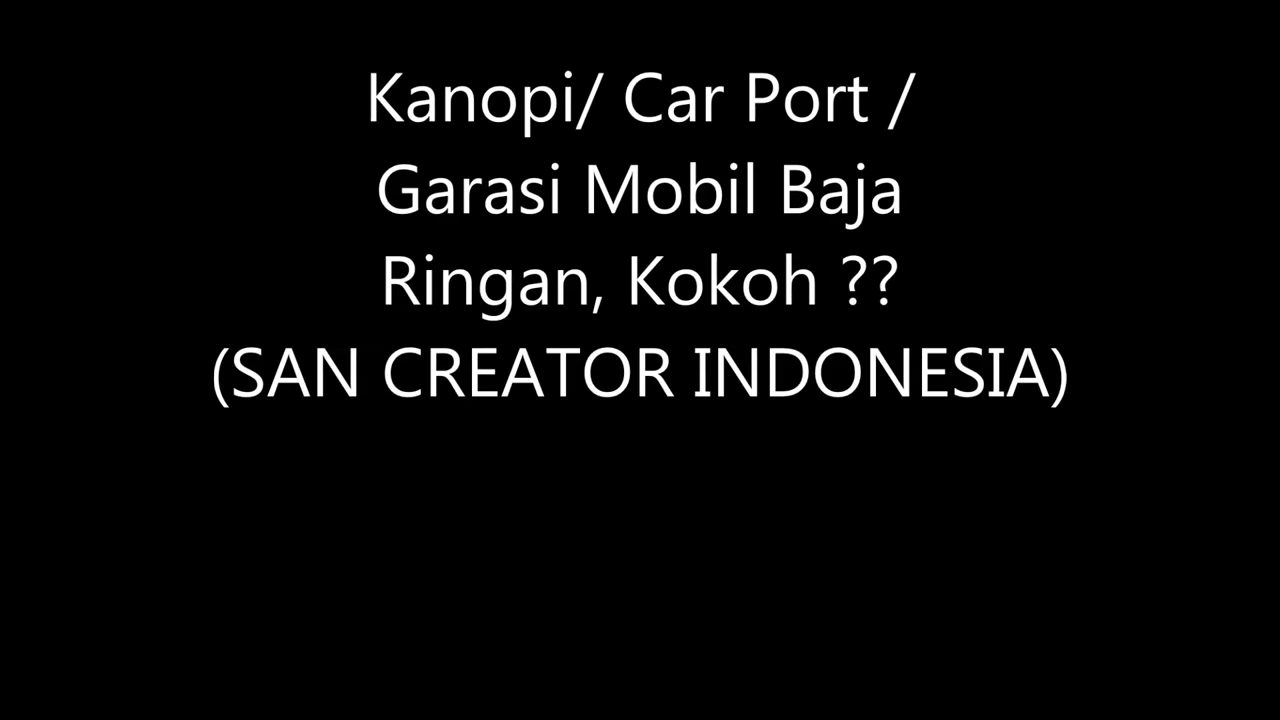 Kanopi/ Car Port /
Garasi Mobil Baja
Ringan, Kokoh ??
(SAN CREATOR INDONESIA)